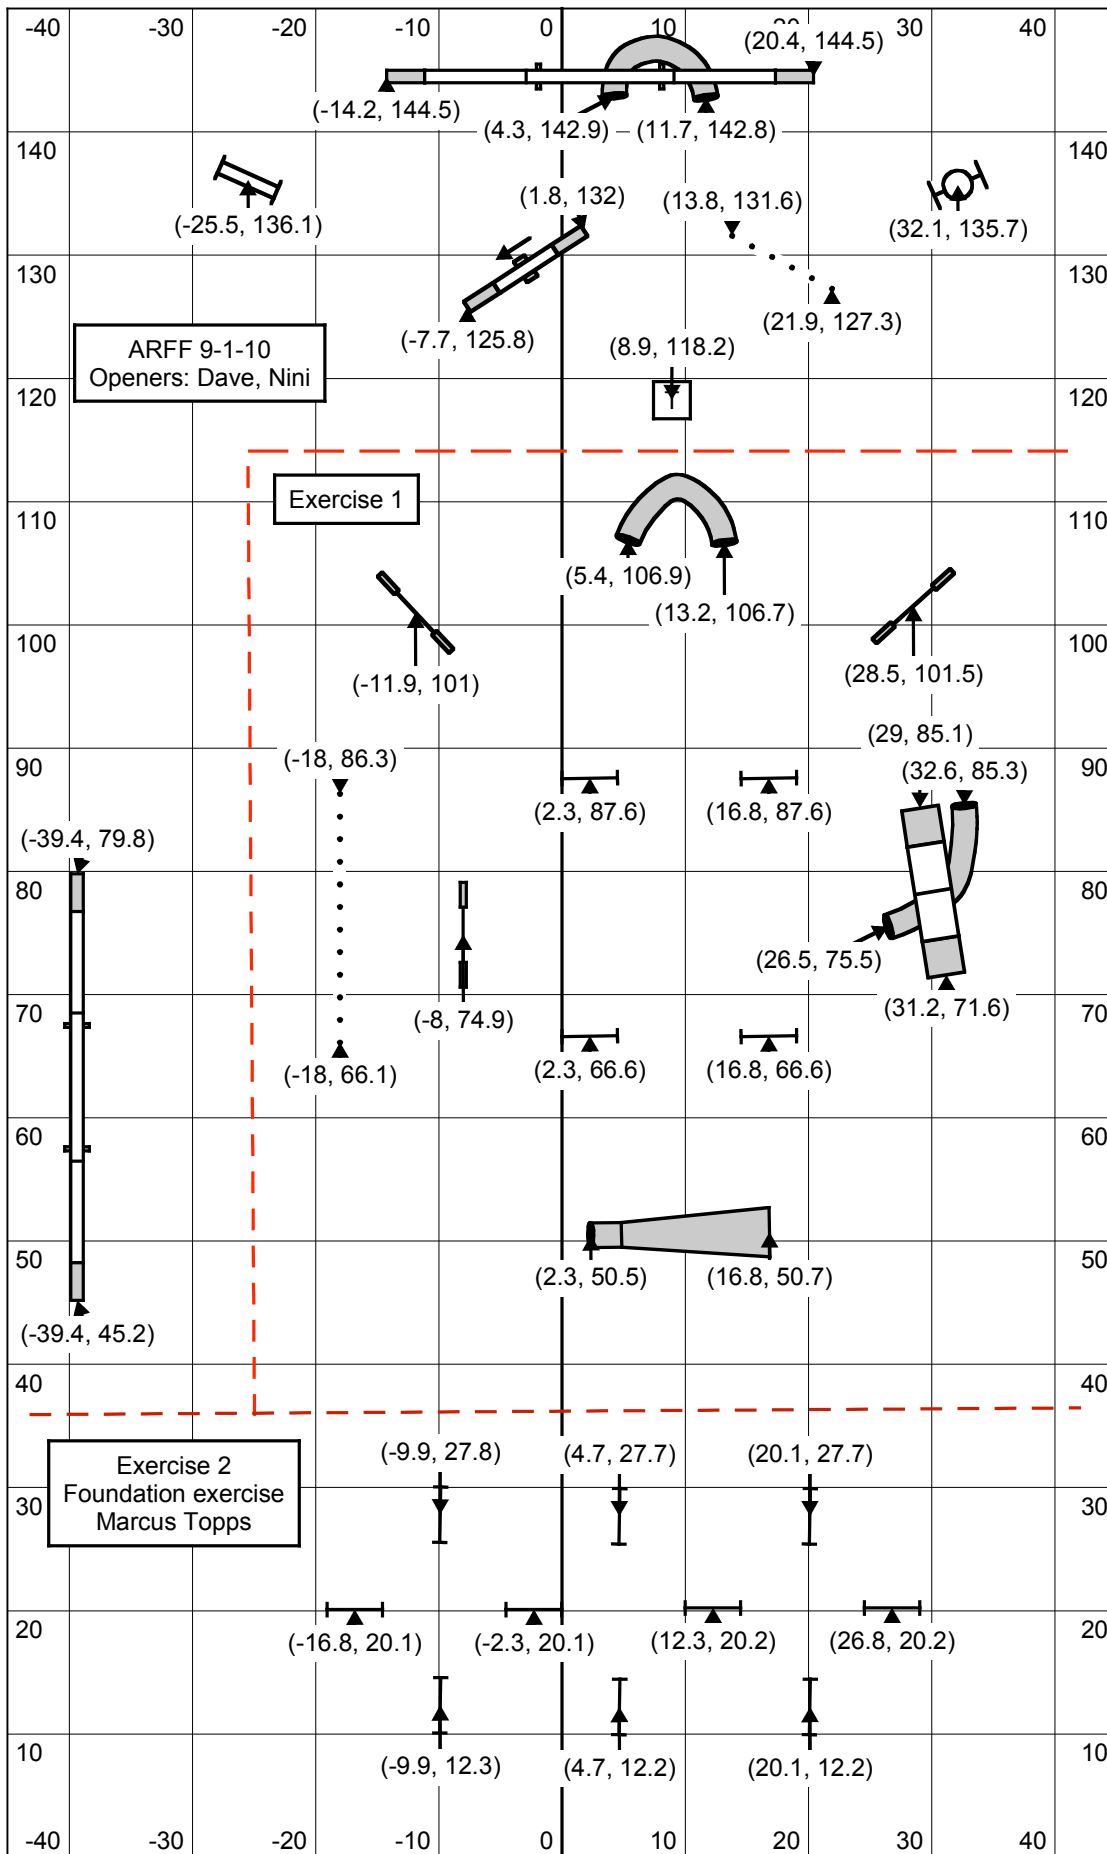 -40 -30 -20 -10 0 10 20 30 40
(20.4, 144.5)
(-14.2, 144.5)
(4.3, 142.9) (11.7, 142.8)
140 140
(-25.5, 136.1)
(1.8, 132)
(13.8, 131.6)
(32.1, 135.7)
130 130
(-7.7, 125.8)
(21.9, 127.3)
ARFF 9-1-10
Openers: Dave, Nini
(8.9, 118.2)
120 120
Exercise 1
110 110
(5.4, 106.9)
(13.2, 106.7)
100 100
(-11.9, 101)
(28.5, 101.5)
(29, 85.1)
90 90
(-18, 86.3)
(32.6, 85.3)
(2.3, 87.6) (16.8, 87.6)
(-39.4, 79.8)
80 80
(26.5, 75.5)
70 70
(-8, 74.9)
(31.2, 71.6)
(-18, 66.1)
(2.3, 66.6) (16.8, 66.6)
60 60
50 50
(2.3, 50.5) (16.8, 50.7)
(-39.4, 45.2)
40 40
Exercise 2
Foundation exercise
Marcus Topps
(-9.9, 27.8) (4.7, 27.7) (20.1, 27.7)
30 30
20 20
(-16.8, 20.1) (-2.3, 20.1) (12.3, 20.2) (26.8, 20.2)
10 10
(-9.9, 12.3) (4.7, 12.2) (20.1, 12.2)
-40 -30 -20 -10 0 10 20 30 40